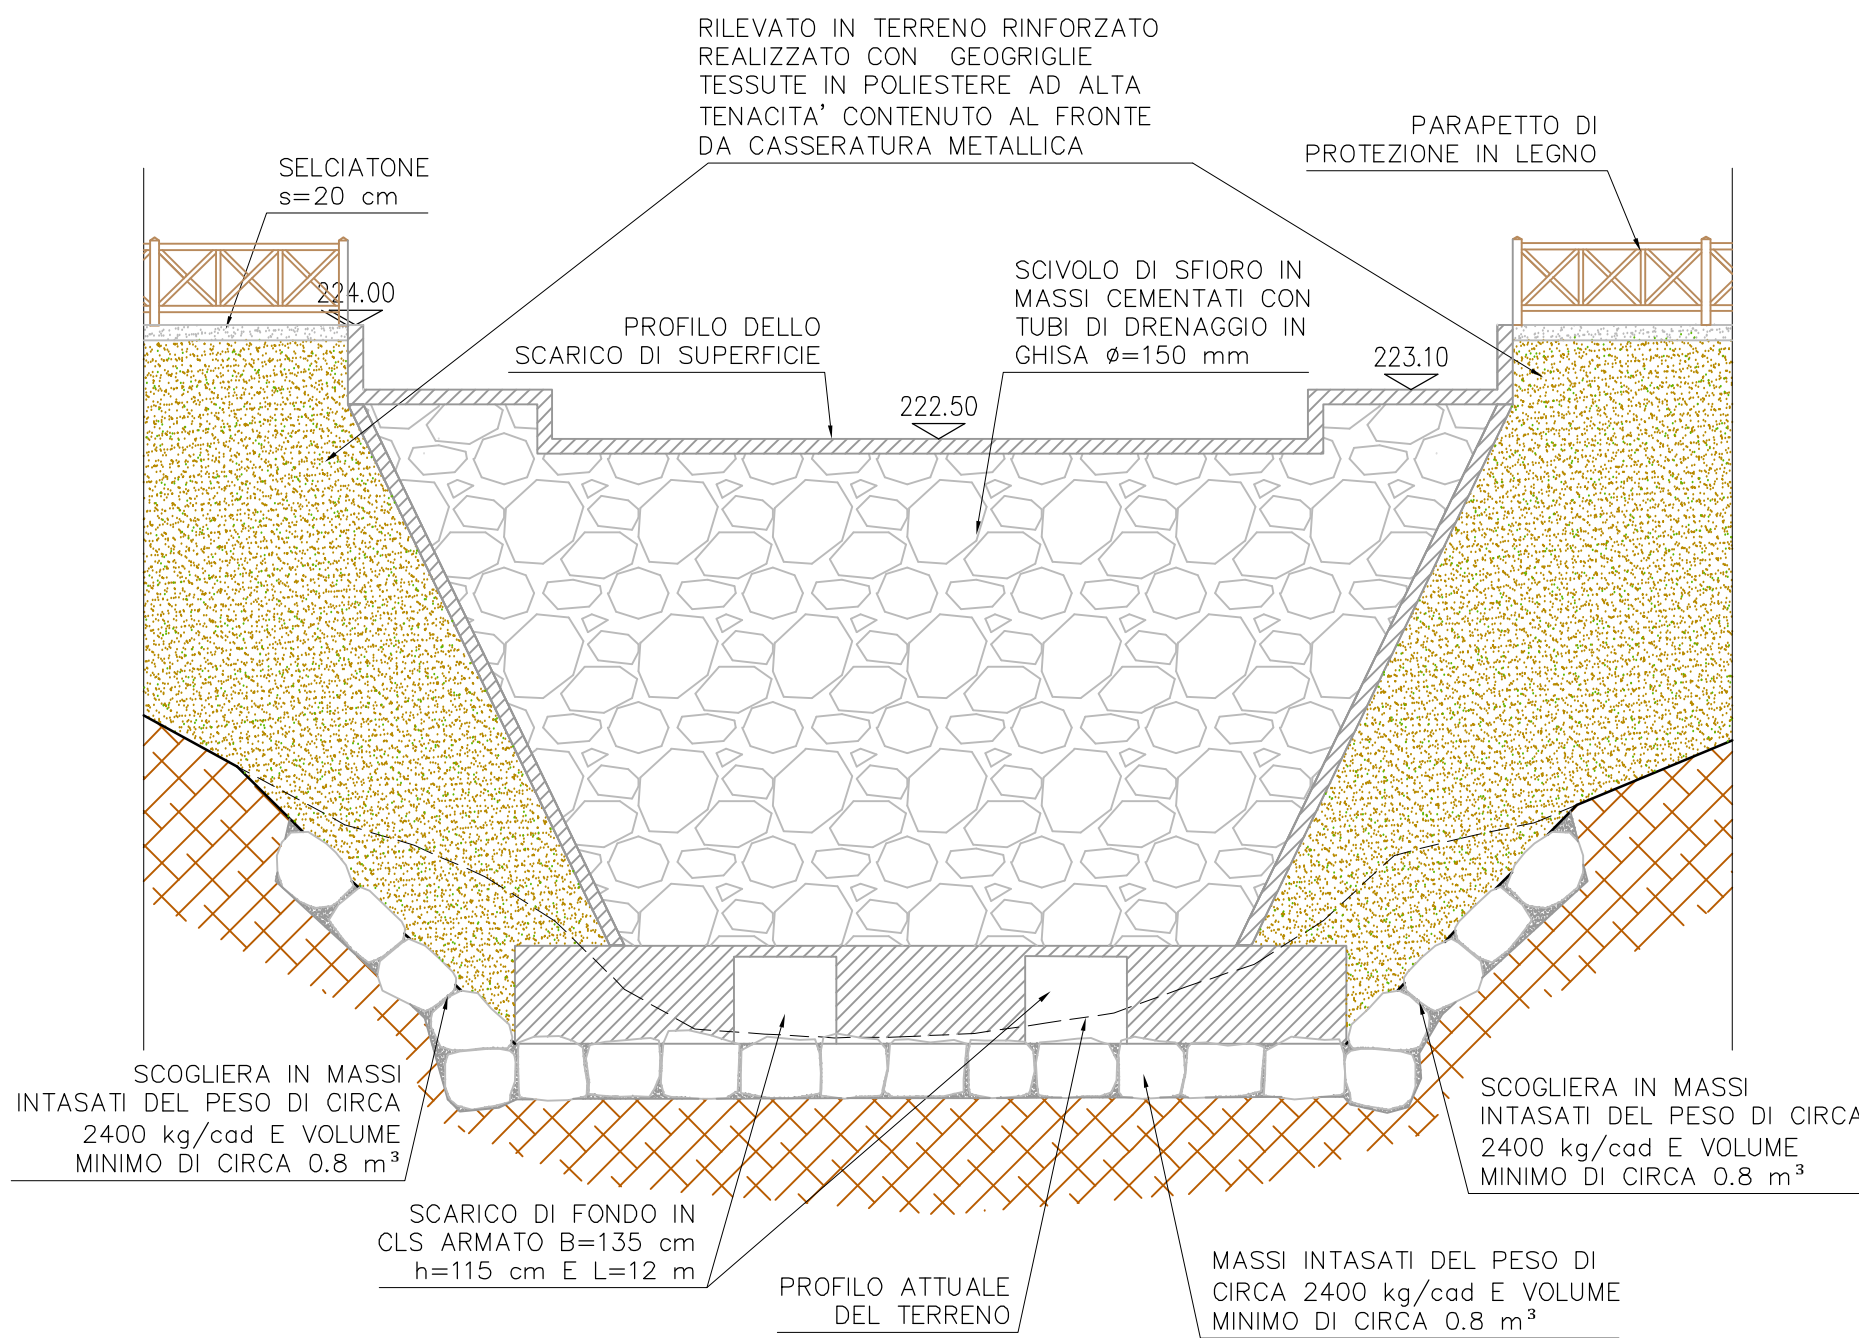 RILEVATO IN TERRENO RINFORZATO
REALIZZATO CON GEOGRIGLIE
TESSUTE IN POLIESTERE AD ALTA
TENACITA' CONTENUTO AL FRONTE
DA CASSERATURA METALLICA
PARAPETTO DI
PROTEZIONE IN LEGNO
SELCIATONE
s=20 cm
224.00
PROFILO DELLO
SCARICO DI SUPERFICIE
SCIVOLO DI SFIORO IN
MASSI CEMENTATI CON
TUBI DI DRENAGGIO IN
GHISA ø=150 mm
223.10
222.50
SCOGLIERA IN MASSI
INTASATI DEL PESO DI CIRCA
2400 kg/cad E VOLUME
MINIMO DI CIRCA 0.8 m³
SCOGLIERA IN MASSI
INTASATI DEL PESO DI CIRCA
2400 kg/cad E VOLUME
MINIMO DI CIRCA 0.8 m³
SCARICO DI FONDO IN
CLS ARMATO B=135 cm
h=115 cm E L=12 m
PROFILO ATTUALE
DEL TERRENO
MASSI INTASATI DEL PESO DI
CIRCA 2400 kg/cad E VOLUME
MINIMO DI CIRCA 0.8 m³